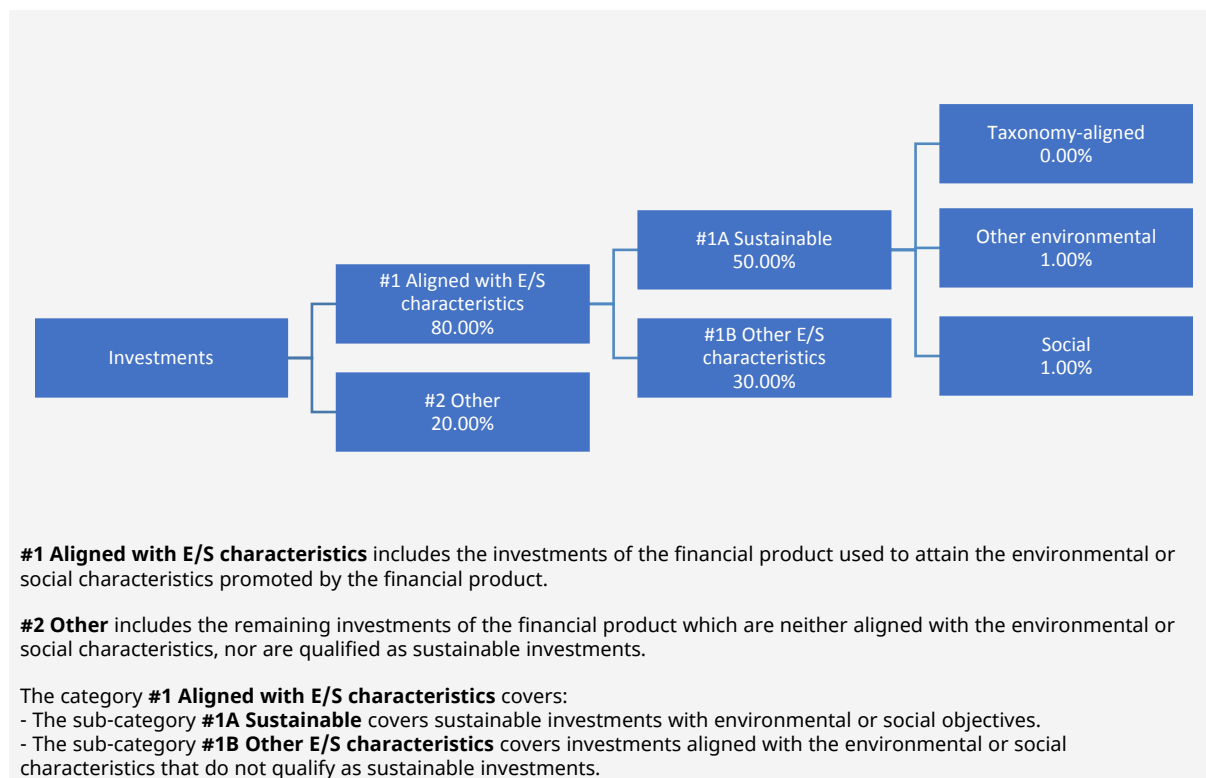 Investments
#1 Aligned with E/S
characteristics
80.00%
#2 Other
20.00%
#1A Sustainable
50.00%
#1B Other E/S
characteristics
30.00%
Taxonomy-aligned
0.00%
Other environmental
1.00%
Social
1.00%
#1 Aligned with E/S characteristics includes the investments of the financial product used to attain the environmental or
social characteristics promoted by the financial product.
#2 Other includes the remaining investments of the financial product which are neither aligned with the environmental or
social characteristics, nor are qualified as sustainable investments.
The category #1 Aligned with E/S characteristics covers:
- The sub-category #1A Sustainable covers sustainable investments with environmental or social objectives.
- The sub-category #1B Other E/S characteristics covers investments aligned with the environmental or social
characteristics that do not qualify as sustainable investments.